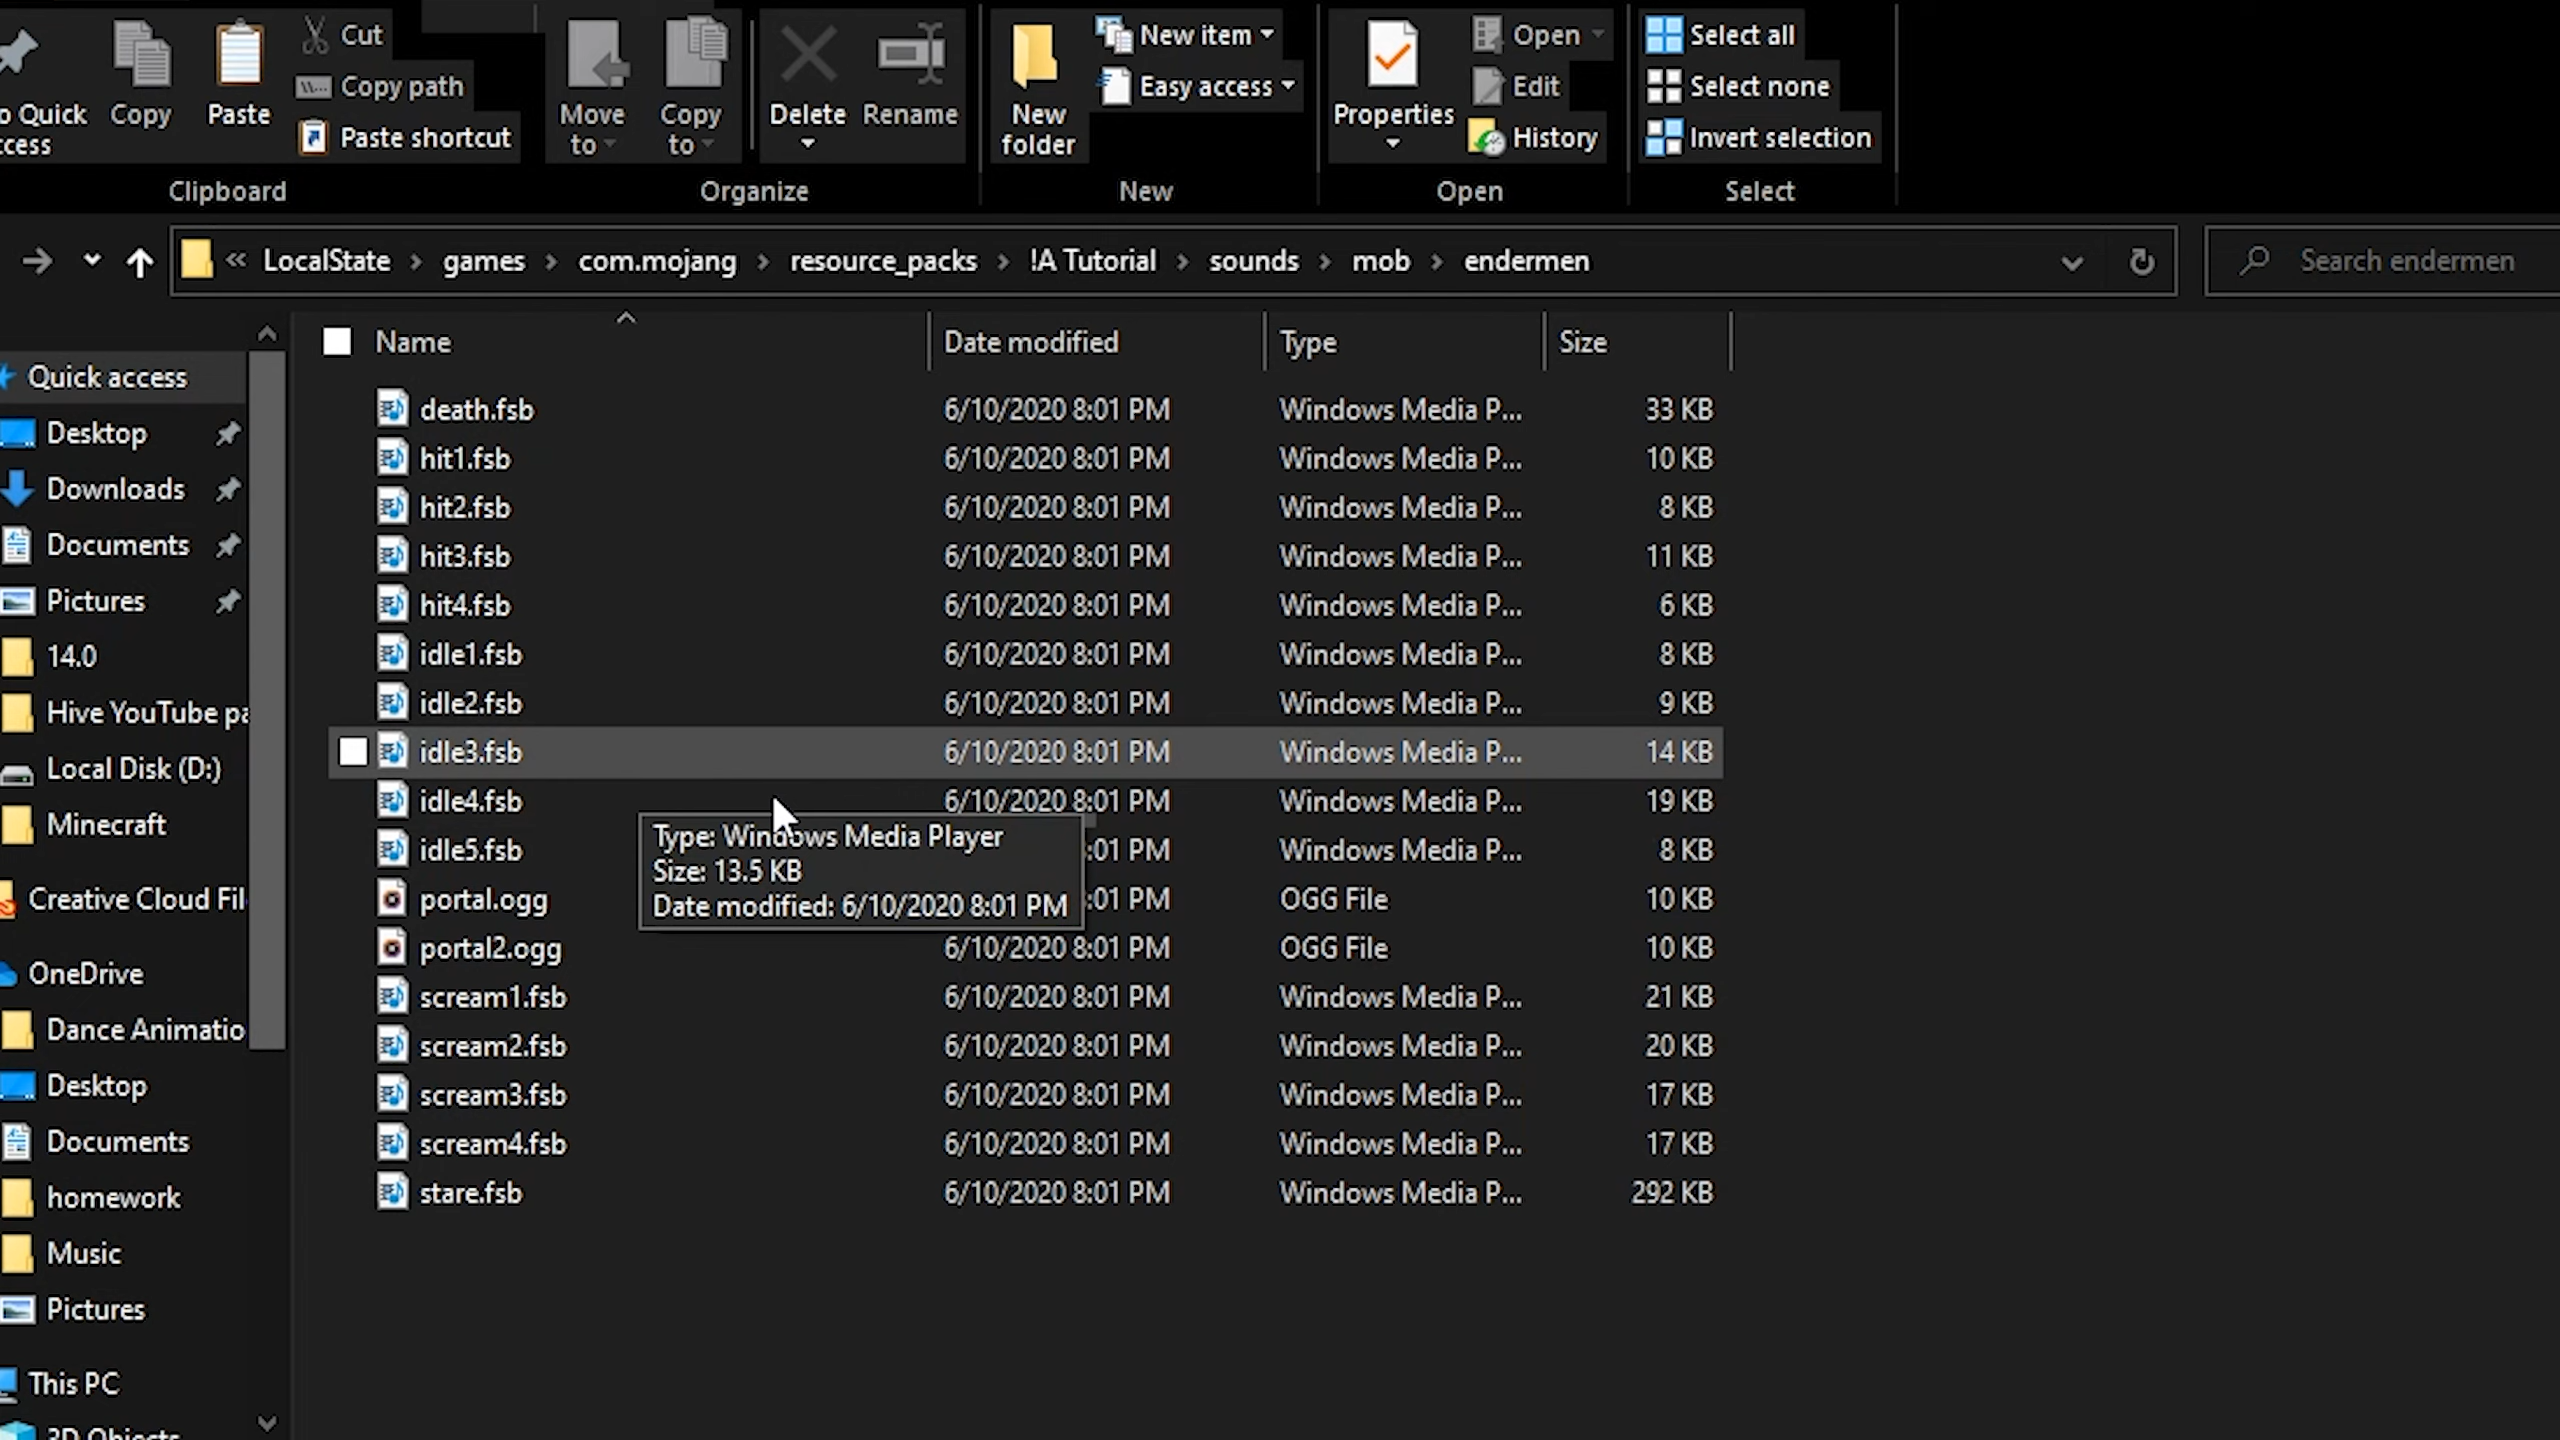 Cut
Copy path
Paste shortcut
o Quick
ccess
Copy
Paste
Move
to
Copy
to
Delete
Rename
New
folder
New item
Easy access
Properties
Open
Edit
History
Select all
Select none
Invert selection
Clipboard
Organize
New
Open
Select
« LocalState › games › com.mojang › resource_packs › !A Tutorial › sounds › mob › endermen
Search endermen
Name Date modified Type Size
death.fsb 6/10/2020 8:01 PM Windows Media P... 33 KB
hit1.fsb 6/10/2020 8:01 PM Windows Media P... 10 KB
hit2.fsb 6/10/2020 8:01 PM Windows Media P... 8 KB
hit3.fsb 6/10/2020 8:01 PM Windows Media P... 11 KB
hit4.fsb 6/10/2020 8:01 PM Windows Media P... 6 KB
idle1.fsb 6/10/2020 8:01 PM Windows Media P... 8 KB
idle2.fsb 6/10/2020 8:01 PM Windows Media P... 9 KB
idle3.fsb 6/10/2020 8:01 PM Windows Media P... 14 KB
idle4.fsb 6/10/2020 8:01 PM Windows Media P... 19 KB
idle5.fsb :01 PM Windows Media P... 8 KB
portal.ogg :01 PM OGG File 10 KB
portal2.ogg 6/10/2020 8:01 PM OGG File 10 KB
scream1.fsb 6/10/2020 8:01 PM Windows Media P... 21 KB
scream2.fsb 6/10/2020 8:01 PM Windows Media P... 20 KB
scream3.fsb 6/10/2020 8:01 PM Windows Media P... 17 KB
scream4.fsb 6/10/2020 8:01 PM Windows Media P... 17 KB
stare.fsb 6/10/2020 8:01 PM Windows Media P... 292 KB
Type: Windows Media Player
Size: 13.5 KB
Date modified: 6/10/2020 8:01 PM
Quick access
Desktop
Downloads
Documents
Pictures
14.0
Hive YouTube pa
Local Disk (D:)
Minecraft
Creative Cloud Fil
OneDrive
Dance Animatio
Desktop
Documents
homework
Music
Pictures
This PC
3D Objects